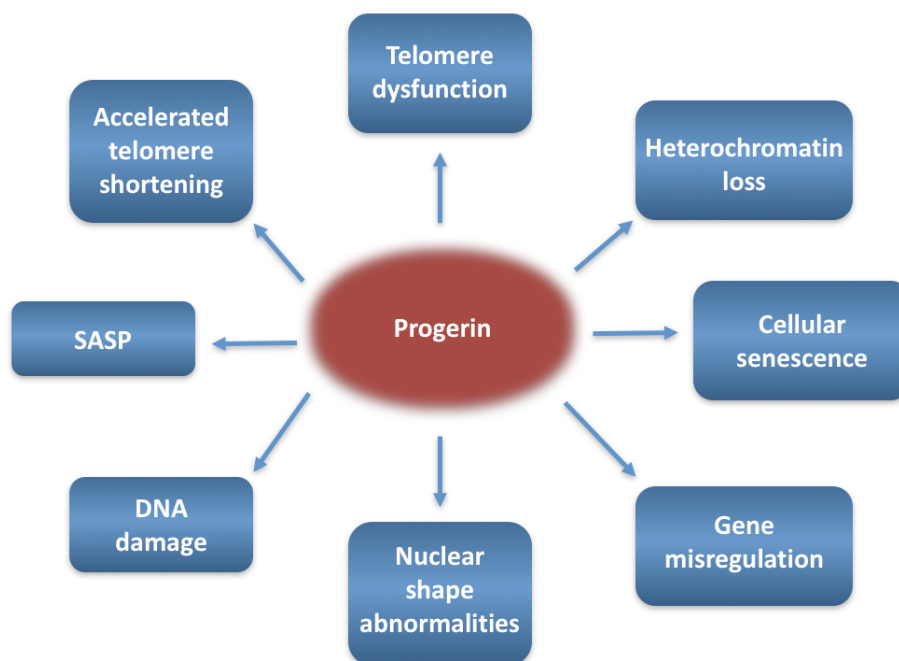 Telomere
dysfunction
Accelerated
telomere
shortening
Heterochromatin
loss
Progerin
SASP
Cellular
senescence
DNA
damage
Nuclear
shape
abnormalities
Gene
misregulation